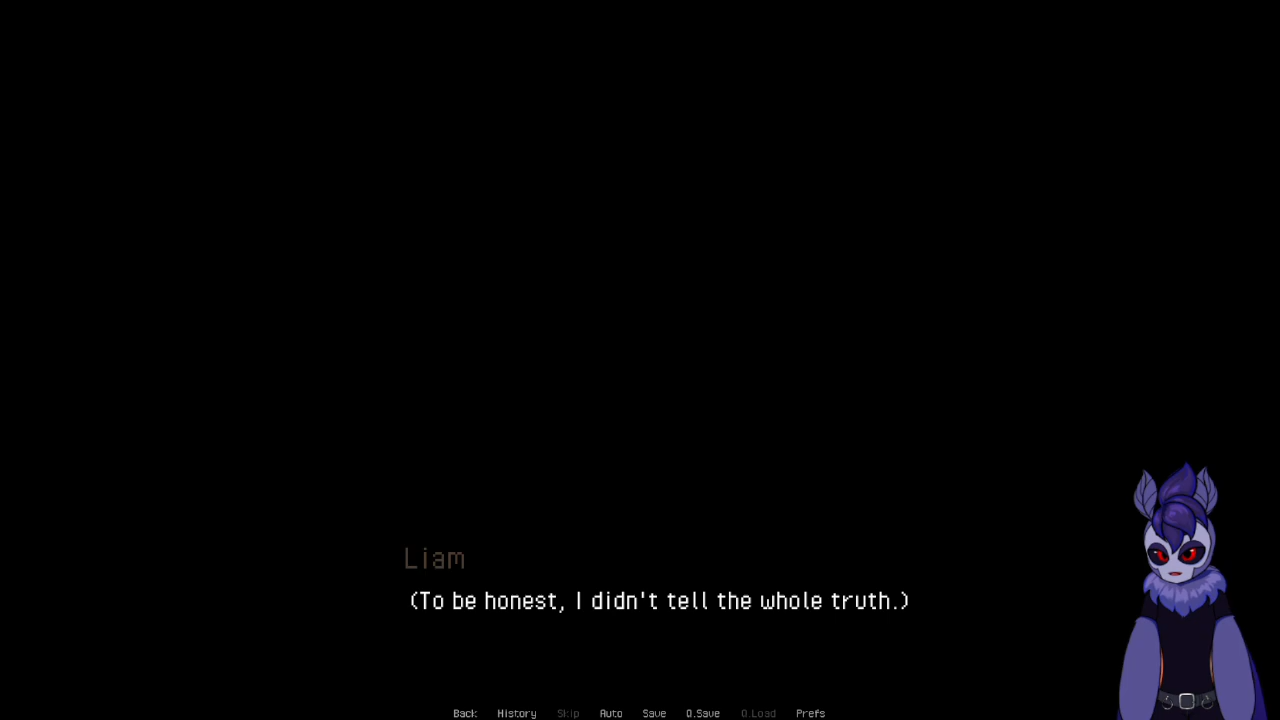 Liam
(To be honest, I didn't tell the whole truth.)
Back History Skip Auto Save Q.Save Q.Load Prefs